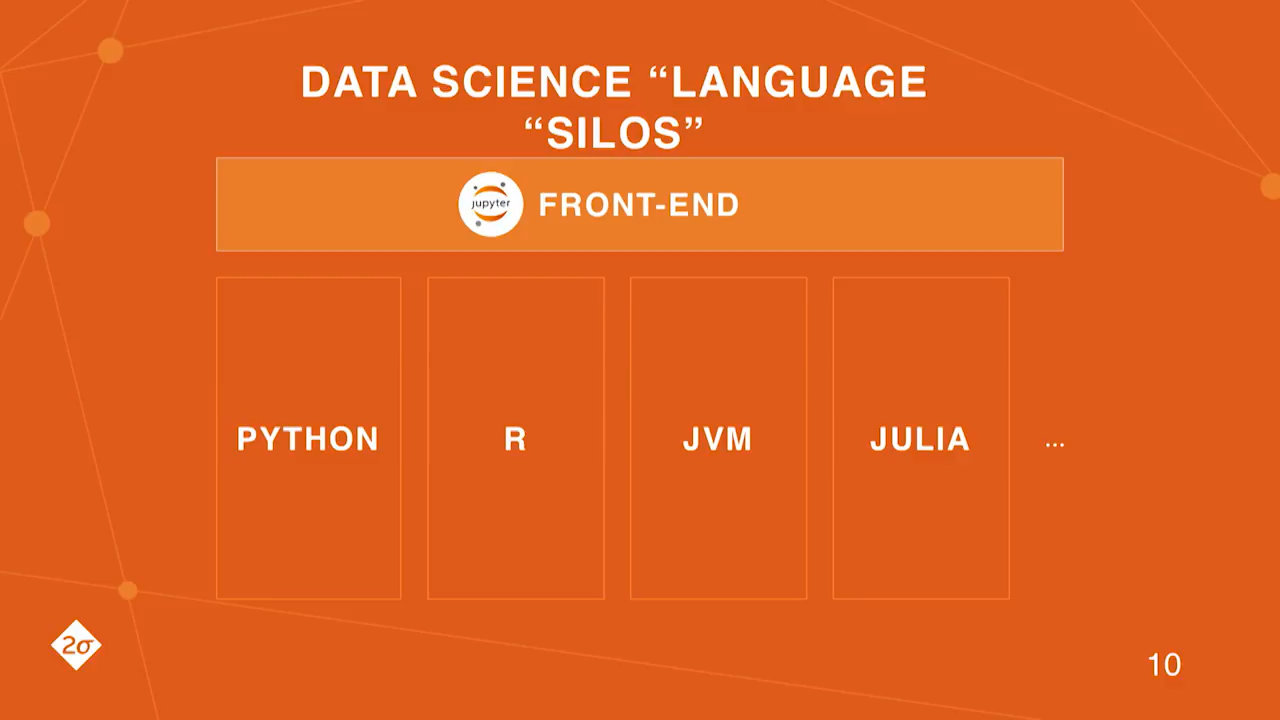 DATA SCIENCE “LANGUAGE
“SILOS”
jupyter FRONT-END
PYTHON R JVM JULIA ...
2σ
10